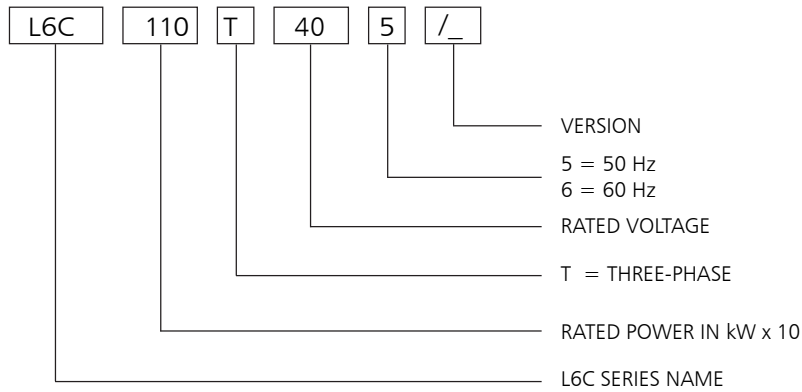 L6C 110 T 40 5 /_
VERSION
5 = 50 Hz
6 = 60 Hz
RATED VOLTAGE
T = THREE-PHASE
RATED POWER IN kW x 10
L6C SERIES NAME